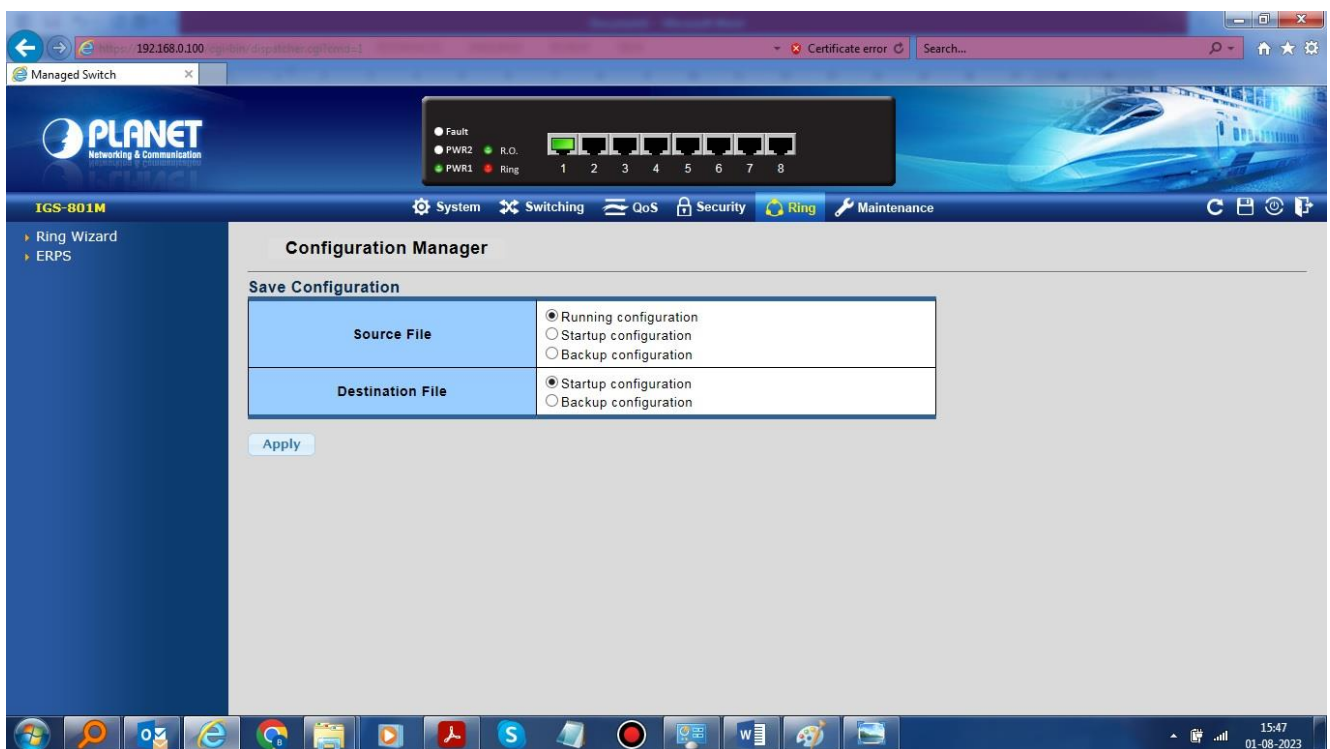 192.168.0.100
Certificate error
Search...
Managed Switch
PLANET
Networking & Communication
Fault
PWR2 R.O.
PWR1 Ring
1 2 3 4 5 6 7 8
IGS-801M
System Switching QoS Security Ring Maintenance
Ring Wizard
ERPS
Configuration Manager
Save Configuration
Source File
Running configuration
Startup configuration
Backup configuration
Destination File
Startup configuration
Backup configuration
Apply
15:47
01-08-2023